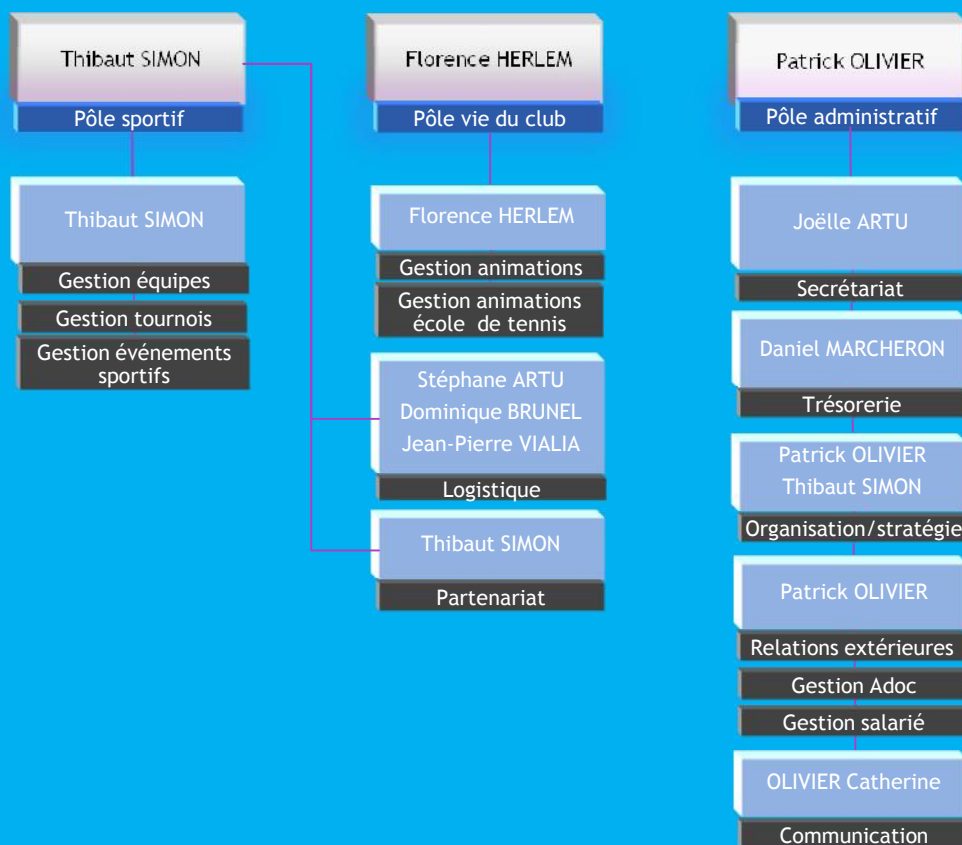 Thibaut SIMON
Pôle sportif
Thibaut SIMON
Gestion équipes
Gestion tournois
Gestion événements
sportifs
Florence HERLEM
Pôle vie du club
Florence HERLEM
Gestion animations
Gestion animations
école de tennis
Stéphane ARTU
Dominique BRUNEL
Jean-Pierre VIALIA
Logistique
Thibaut SIMON
Partenariat
Patrick OLIVIER
Pôle administratif
Joëlle ARTU
Secrétariat
Daniel MARCHERON
Trésorerie
Patrick OLIVIER
Thibaut SIMON
Organisation/stratégie
Patrick OLIVIER
Relations extérieures
Gestion Adoc
Gestion salarié
OLIVIER Catherine
Communication